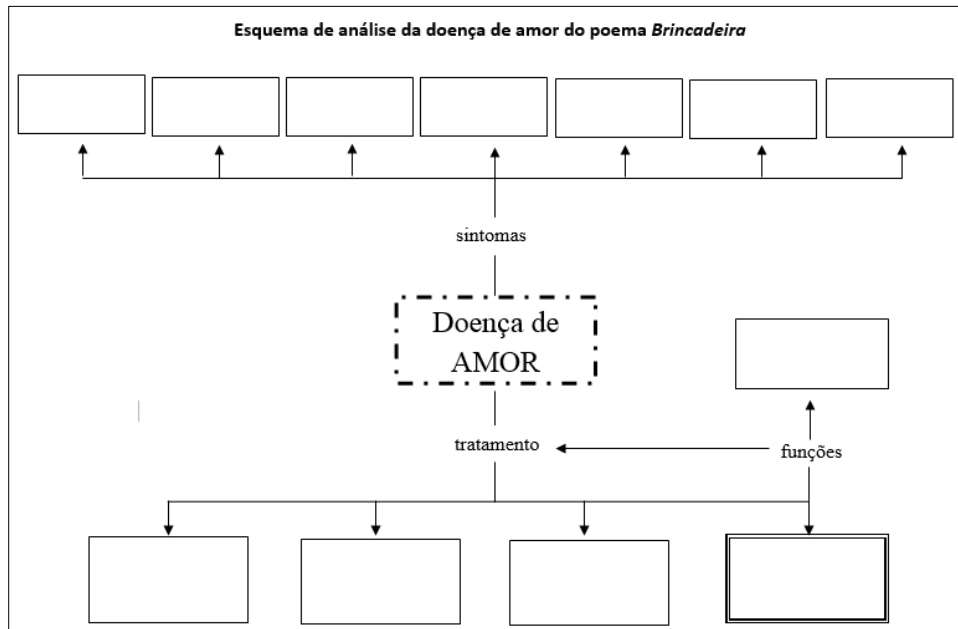 Esquema de análise da doença de amor do poema Brincadeira
sintomas
Doença de
AMOR
tratamento
funções